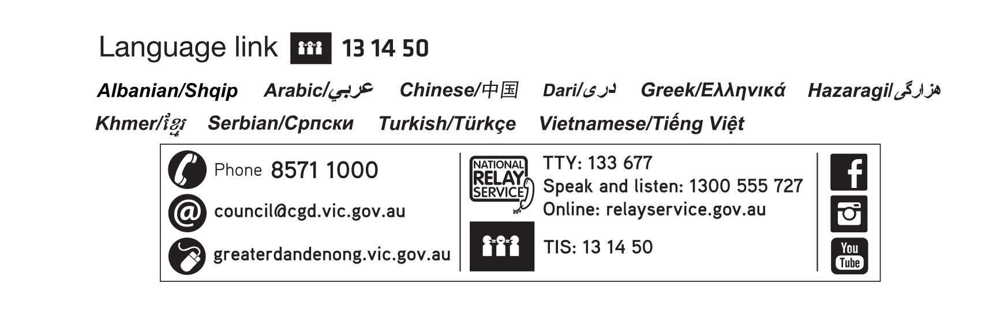 Language link 13 14 50
Albanian/Shqip Arabic/عربي Chinese/中国 Dari/دری Greek/Ελληνικά Hazaragi/هزارگی
Khmer/ខ្មែរ Serbian/Српски Turkish/Türkçe Vietnamese/Tiếng Việt
Phone 8571 1000
council@cgd.vic.gov.au
greaterdandenong.vic.gov.au
NATIONAL
RELAY
SERVICE
TTY: 133 677
Speak and listen: 1300 555 727
Online: relayservice.gov.au
TIS: 13 14 50
You
Tube